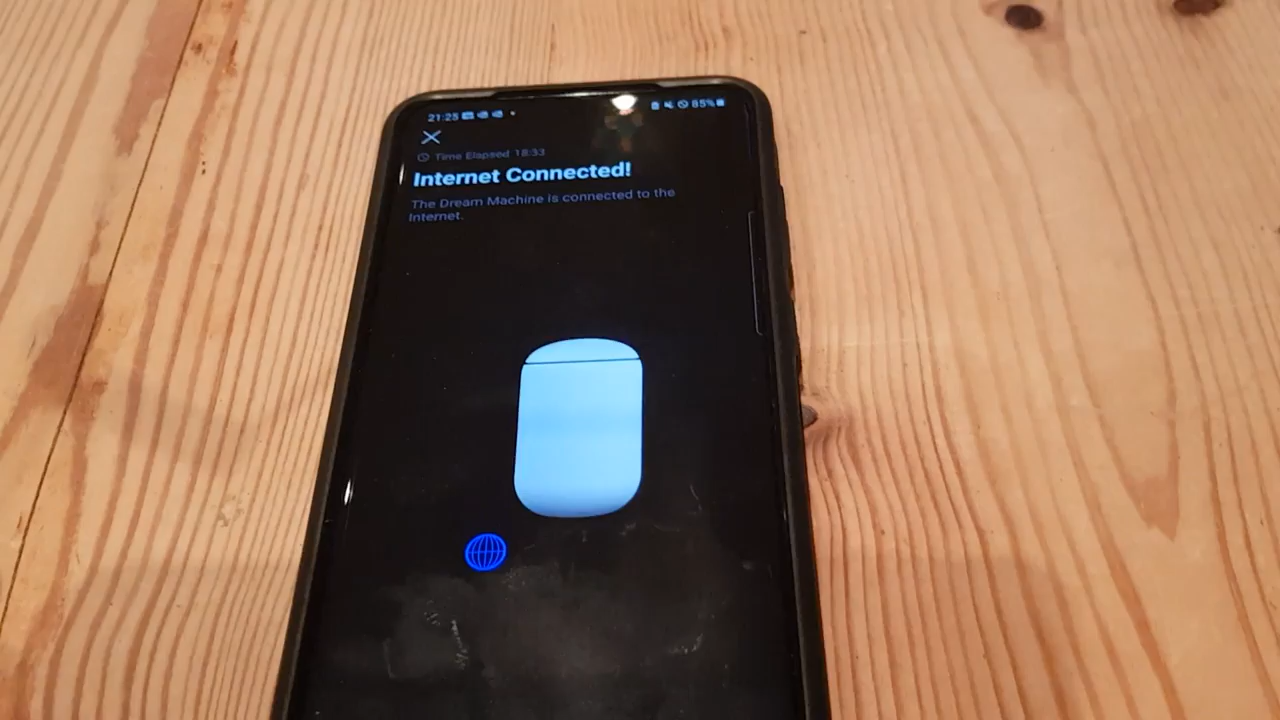 21:25
85%
Time Elapsed 18:33
Internet Connected!
The Dream Machine is connected to the
Internet.